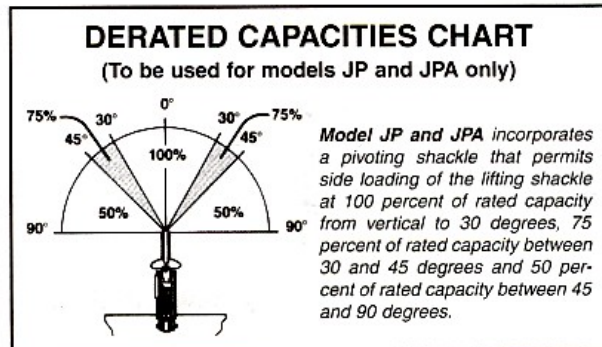 DERATED CAPACITIES CHART
(To be used for models JP and JPA only)
0°
75%
30°
30°
75%
45°
45°
100%
50%
50%
90°
90°
Model JP and JPA incorporates
a pivoting shackle that permits
side loading of the lifting shackle
at 100 percent of rated capacity
from vertical to 30 degrees, 75
percent of rated capacity between
30 and 45 degrees and 50 per-
cent of rated capacity between 45
and 90 degrees.